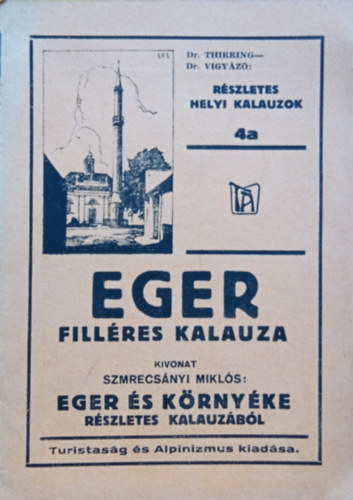 Dr. THIRRING—
Dr. VIGYÁZÓ:
RÉSZLETES
HELYI KALAUZOK
4a
TA
EGER
FILLÉRES KALAUZA
KIVONAT
SZMRECSÁNYI MIKLÓS:
EGER ÉS KÖRNYÉKE
RÉSZLETES KALAUZÁBÓL
Turistaság és Alpinizmus kiadása.